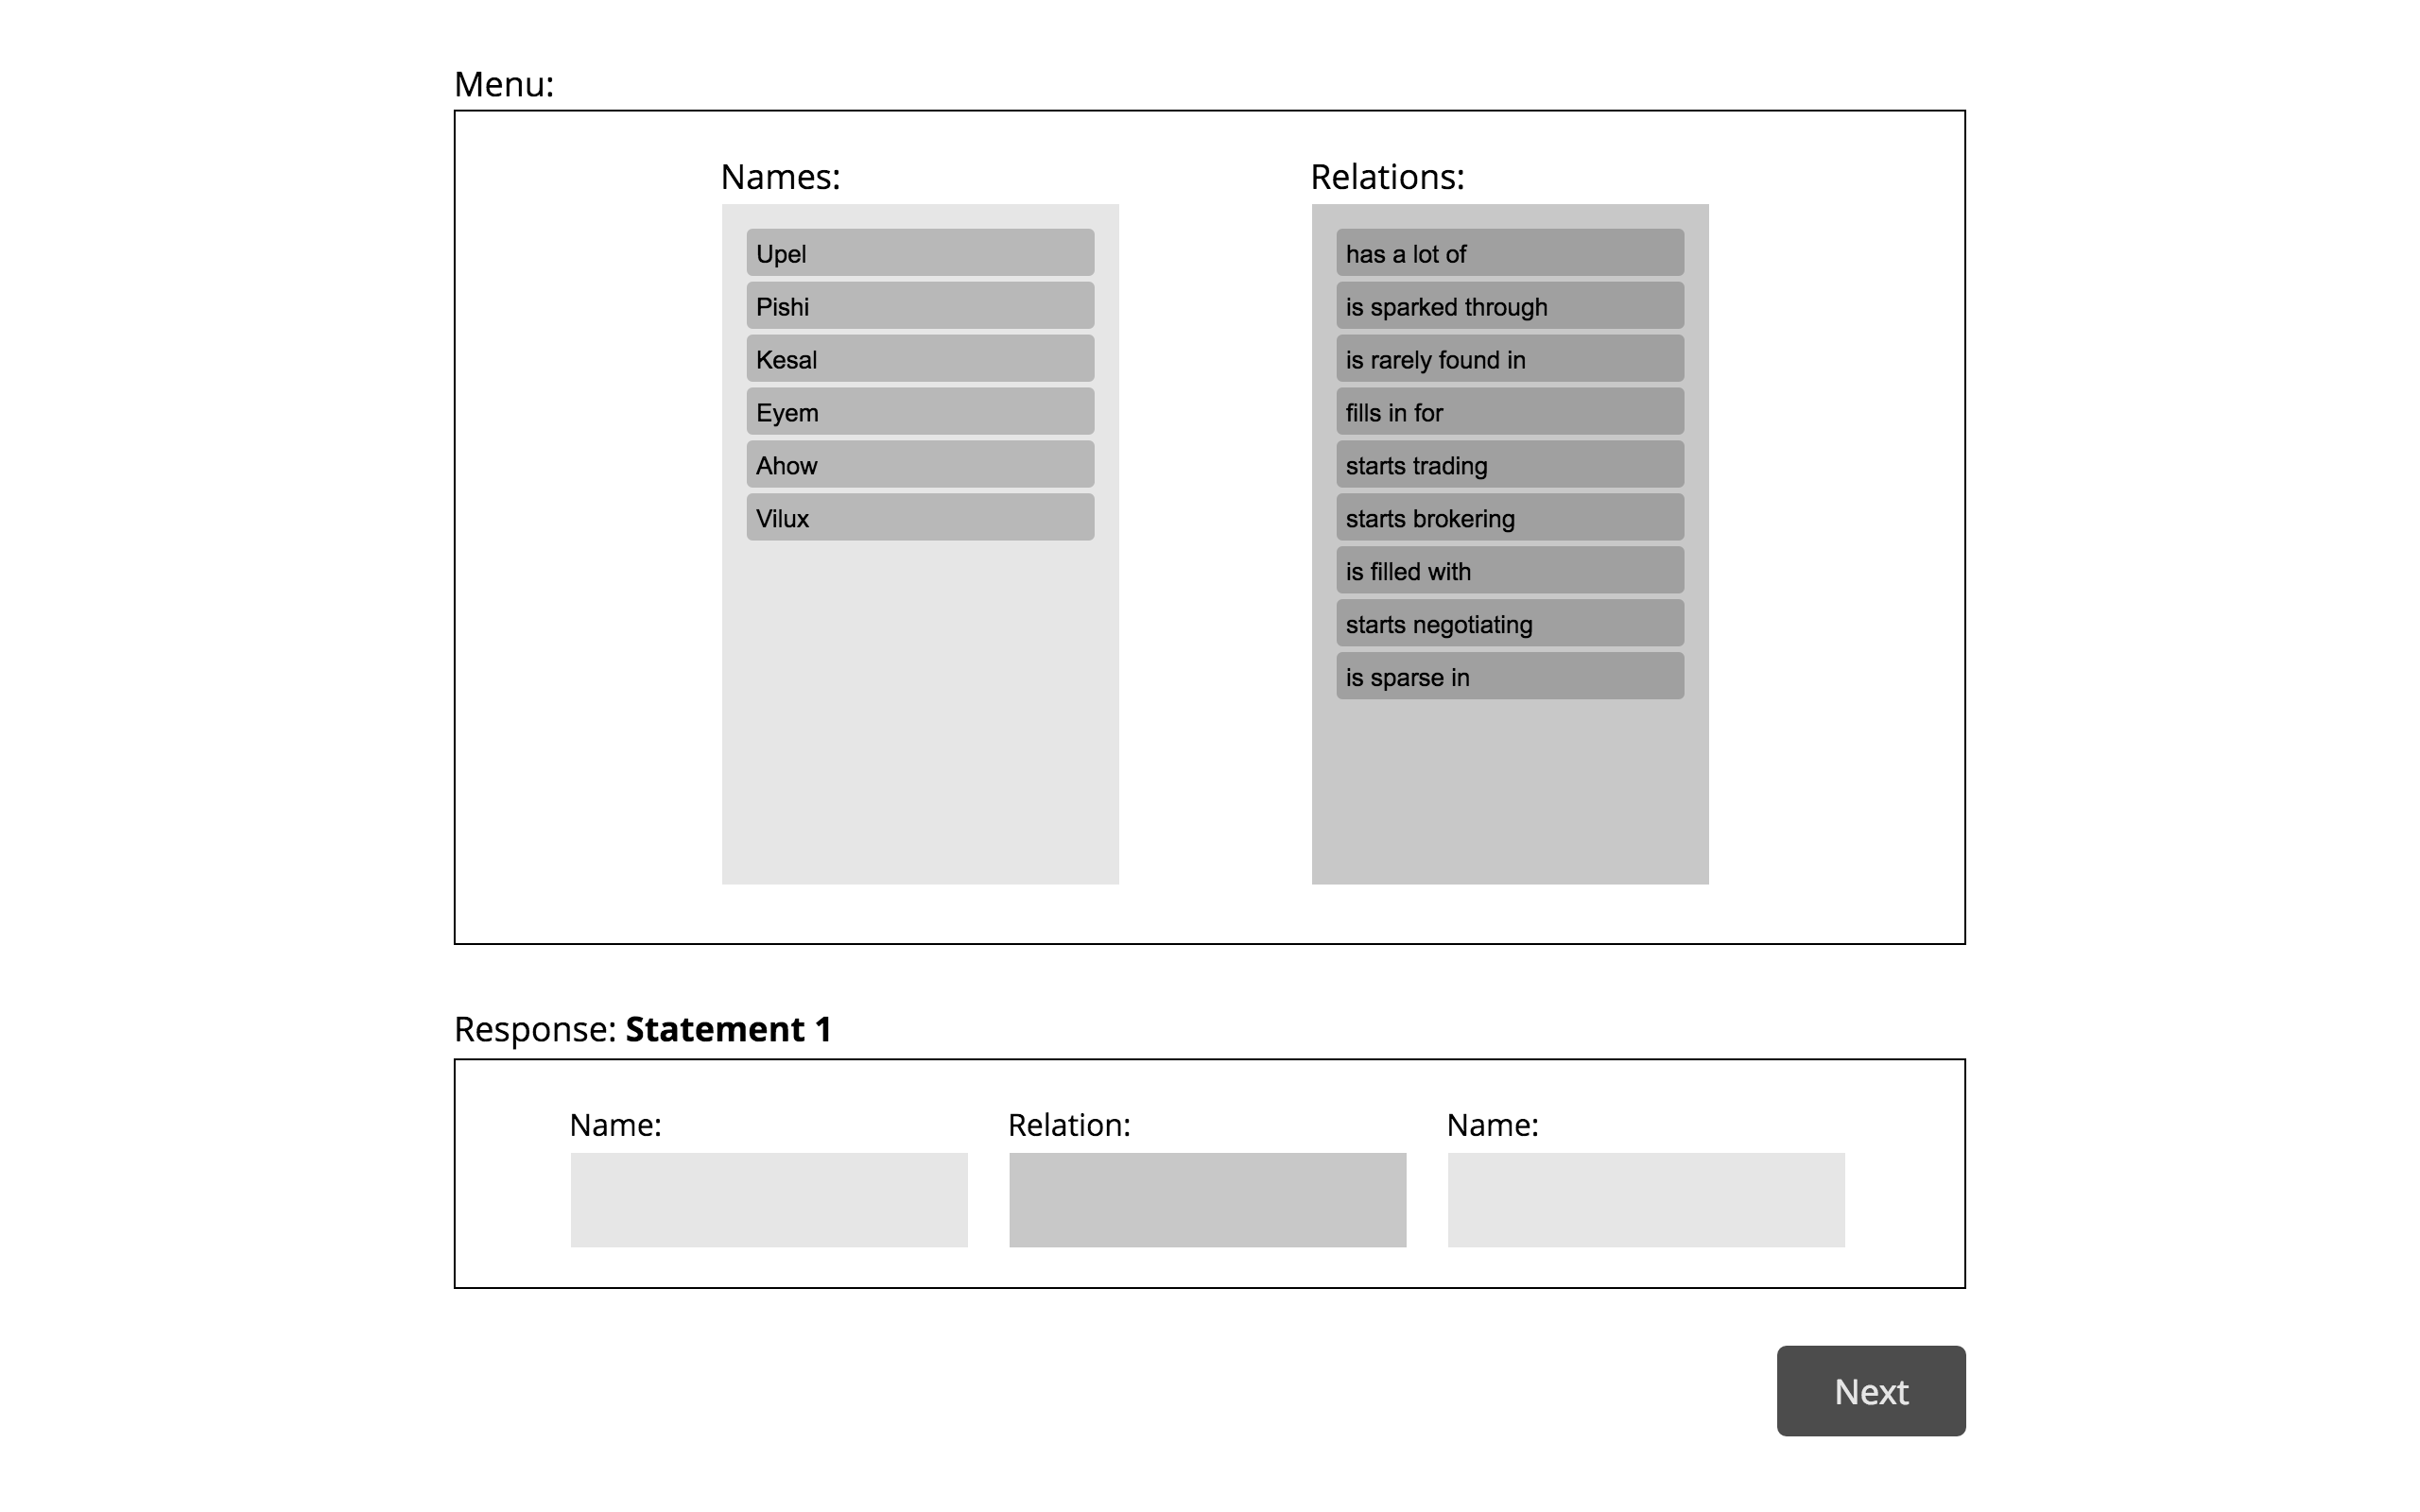 Menu:
Names:
Upel
Pishi
Kesal
Eyem
Ahow
Vilux
Relations:
has a lot of
is sparked through
is rarely found in
fills in for
starts trading
starts brokering
is filled with
starts negotiating
is sparse in
Response: Statement 1
Name:
Relation:
Name:
Next